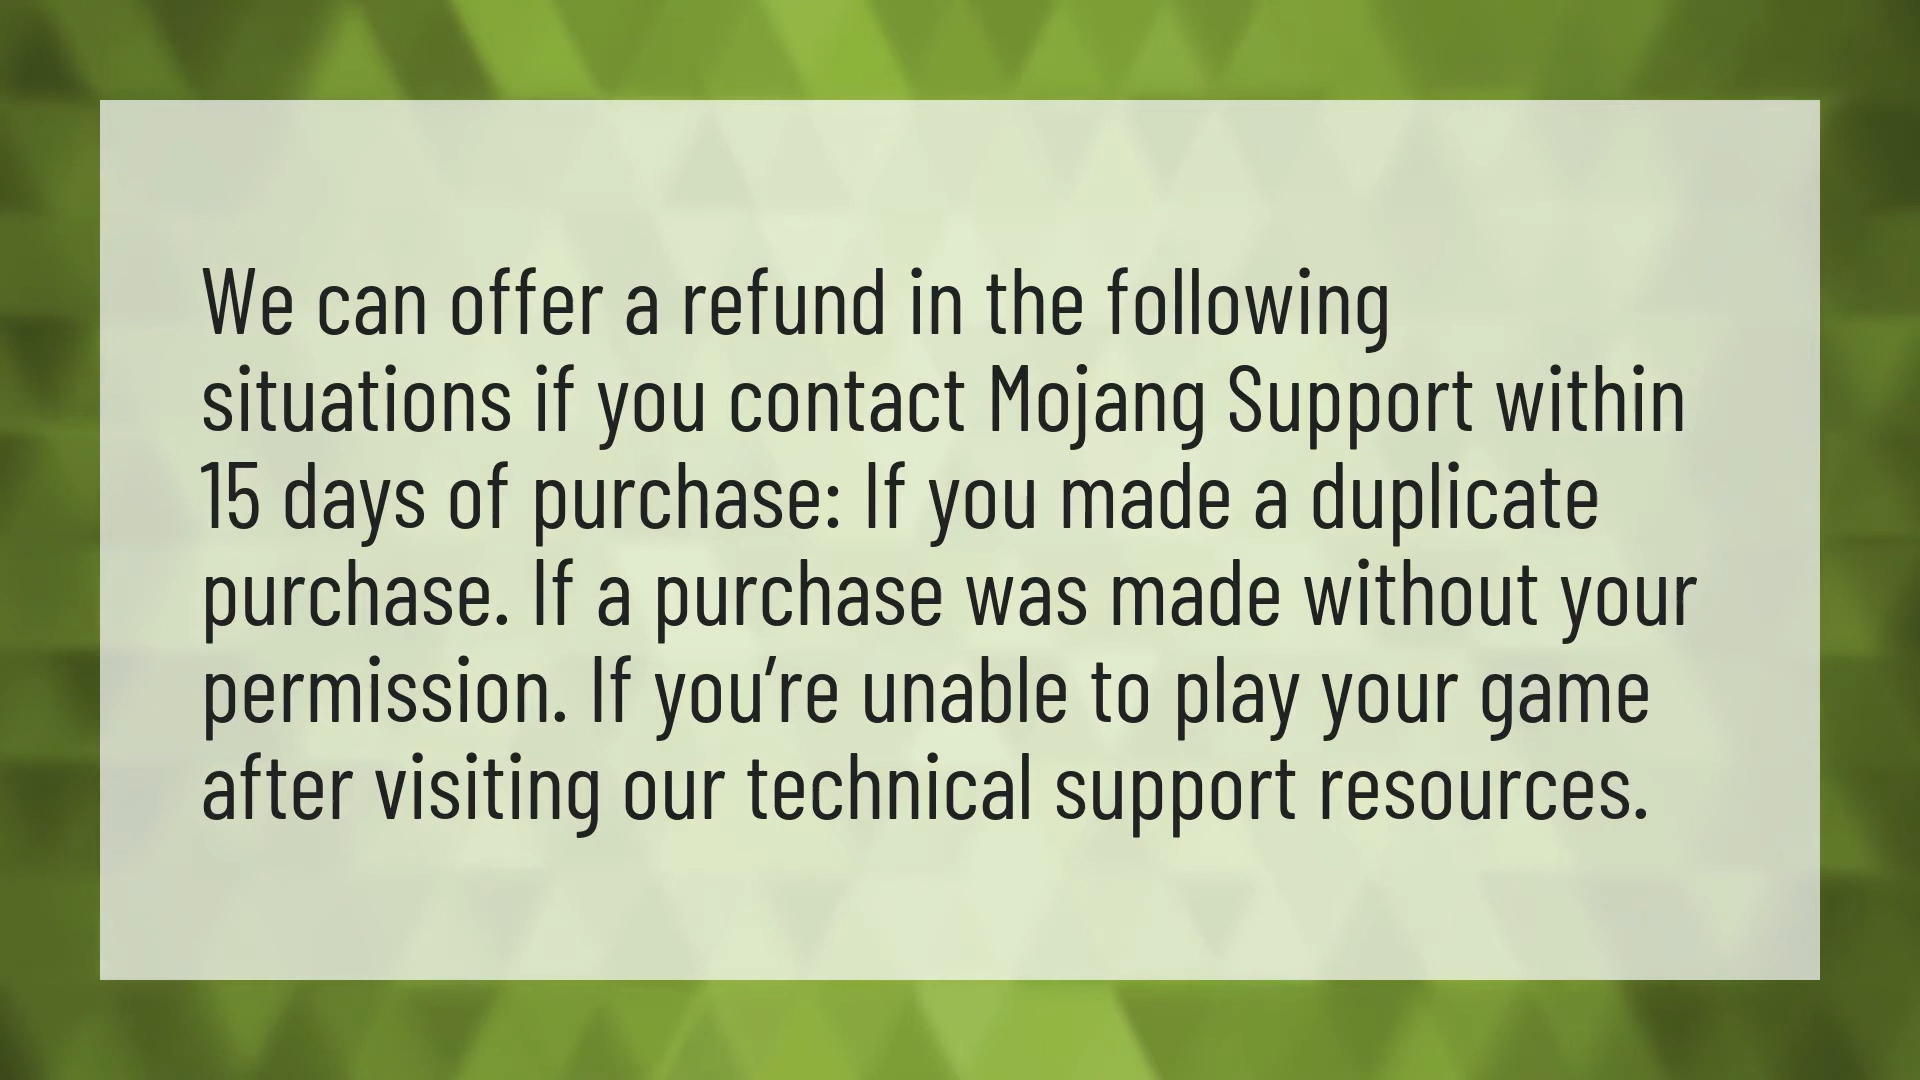 We can offer a refund in the following
situations if you contact Mojang Support within
15 days of purchase: If you made a duplicate
purchase. If a purchase was made without your
permission. If you’re unable to play your game
after visiting our technical support resources.